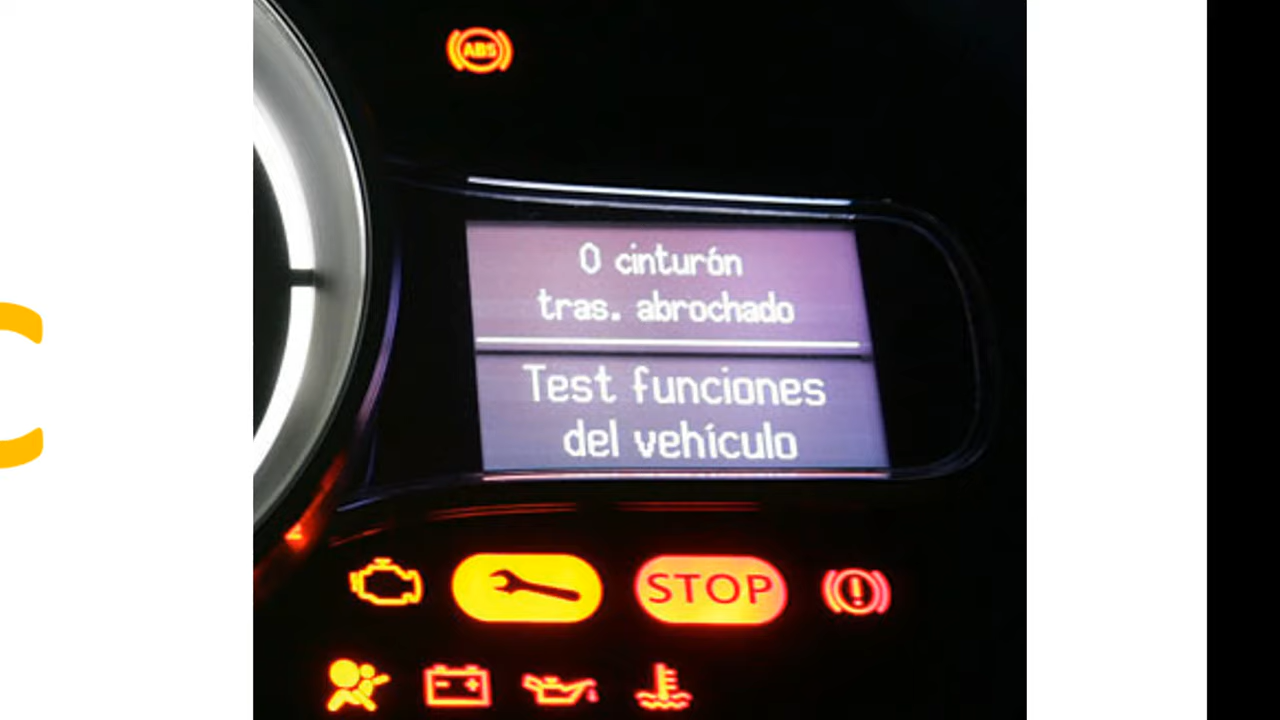 ABS
0 cinturón
tras. abrochado
Test funciones
del vehículo
STOP